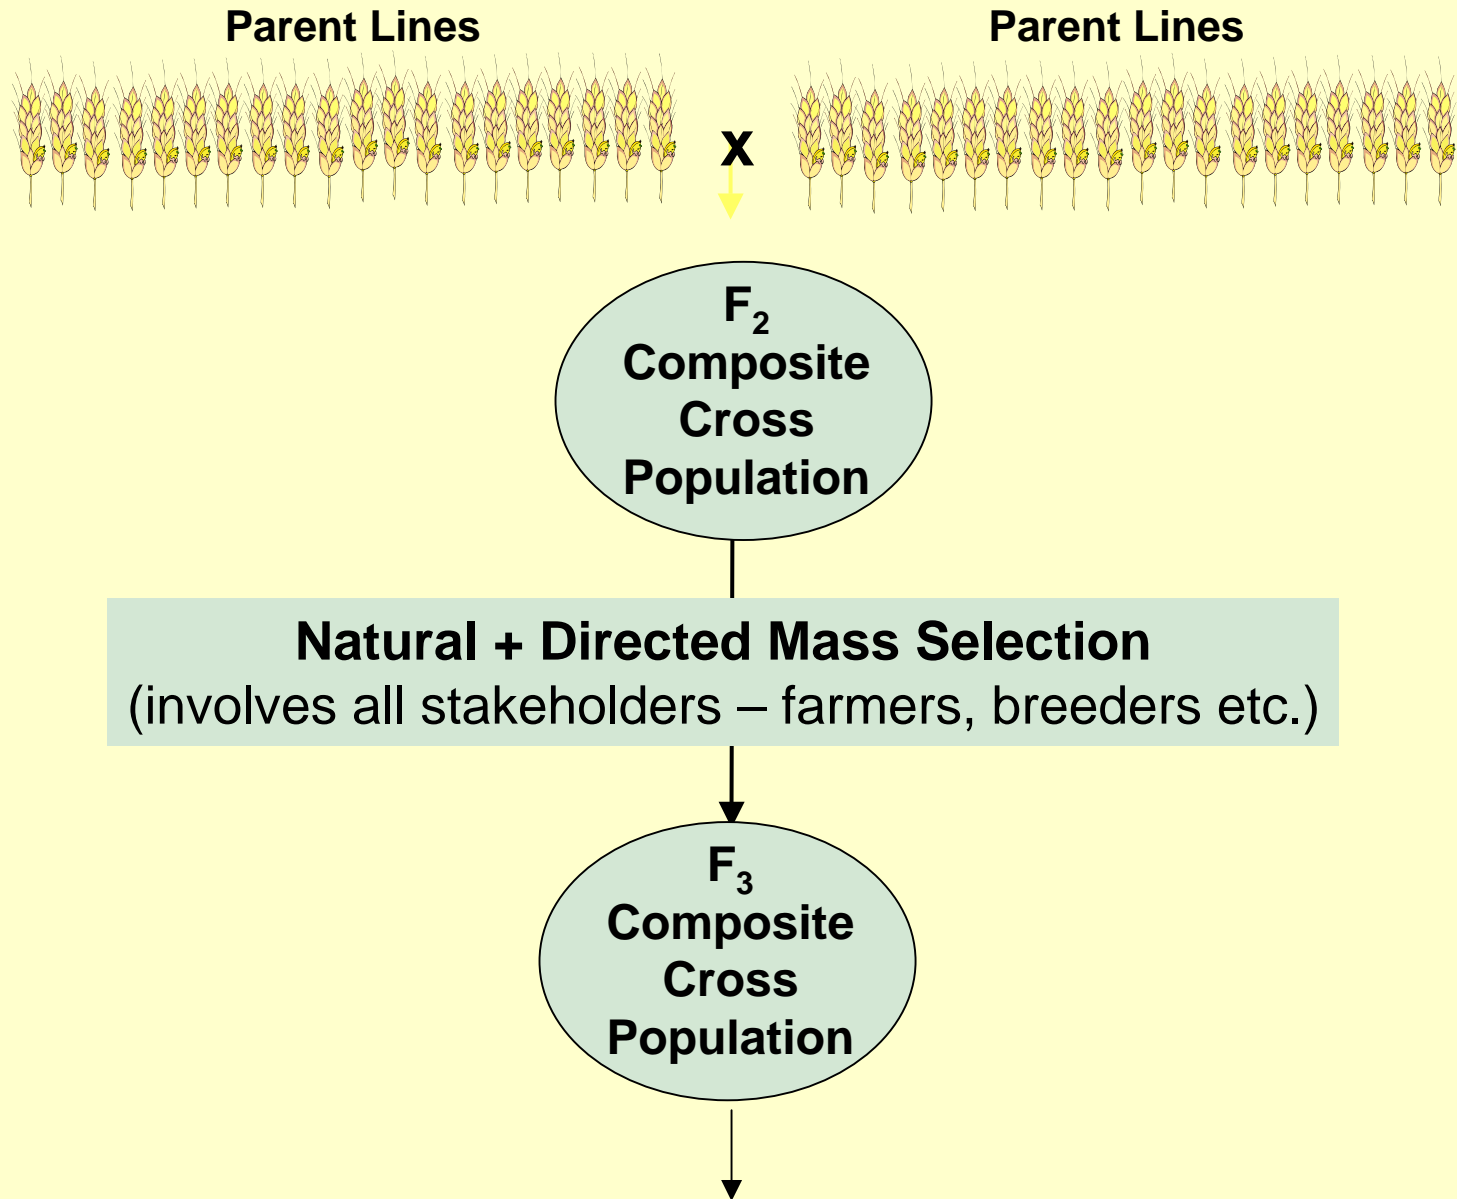 Parent Lines Parent Lines
x
F₂
Composite
Cross
Population
Natural + Directed Mass Selection
(involves all stakeholders – farmers, breeders etc.)
F₃
Composite
Cross
Population